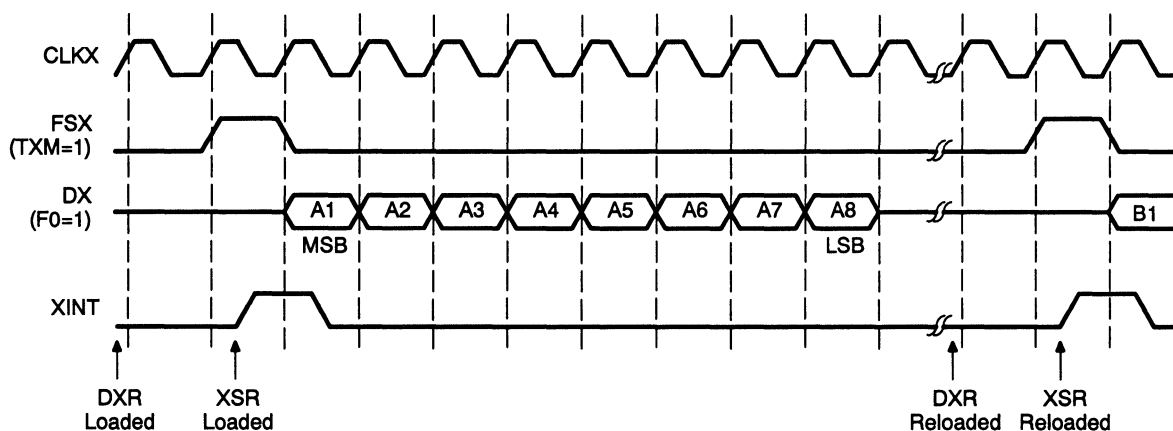 CLKX
FSX
(TXM=1)
DX
(F0=1)
A1 A2 A3 A4 A5 A6 A7 A8 B1
MSB LSB
XINT
DXR
Loaded
XSR
Loaded
DXR
Reloaded
XSR
Reloaded